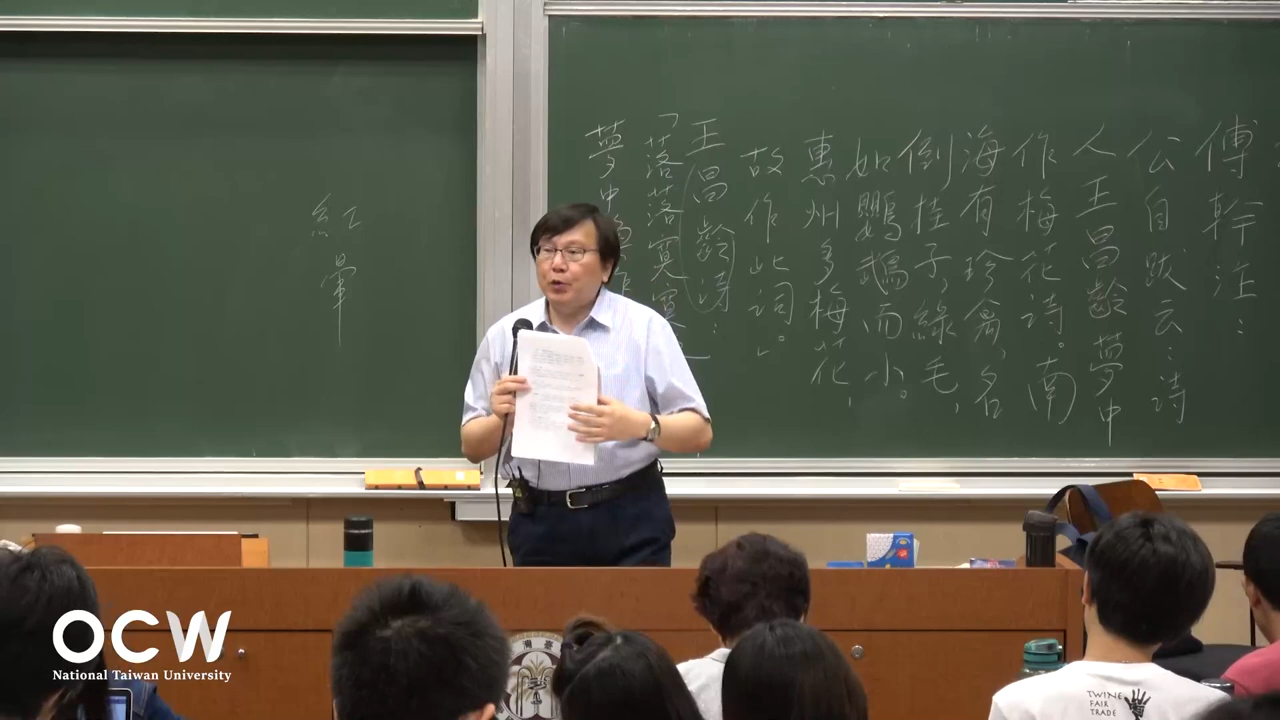 傅幹注：
公自跋云：詩
人王昌齡夢中
作梅花詩。南
海有珍禽，名
倒挂子，綠毛，
如鸚鵡而小。
惠州多梅花，
故作此詞。」
王昌齡詩：
「落落寞寞
夢中
紅暈
OCW
National Taiwan University
TWINE
FAIR
TRADE